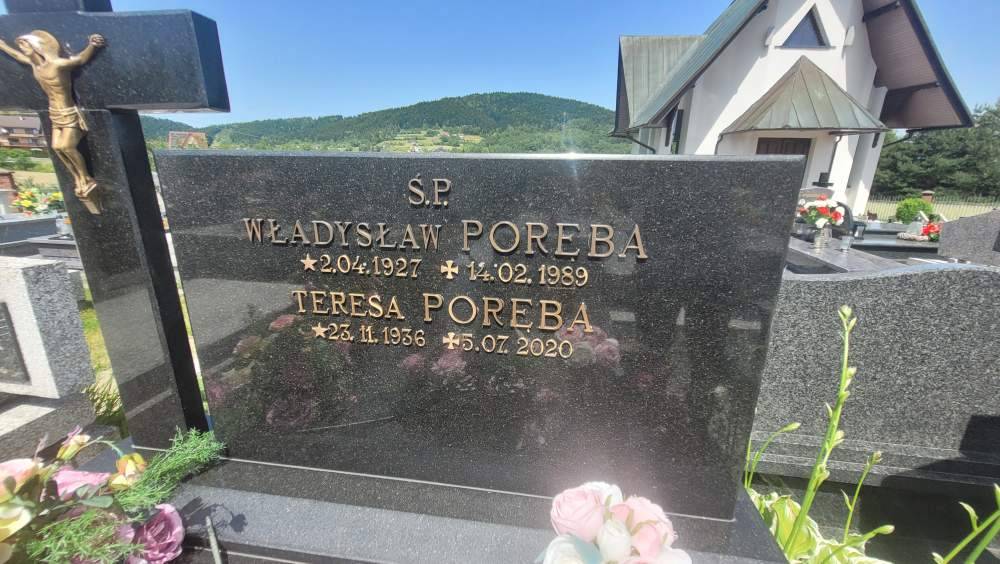 Ś.P.
WŁADYSŁAW PORĘBA
★2.04.1927 ✠14.02.1989
TERESA PORĘBA
★23.11.1936 ✠5.07.2020